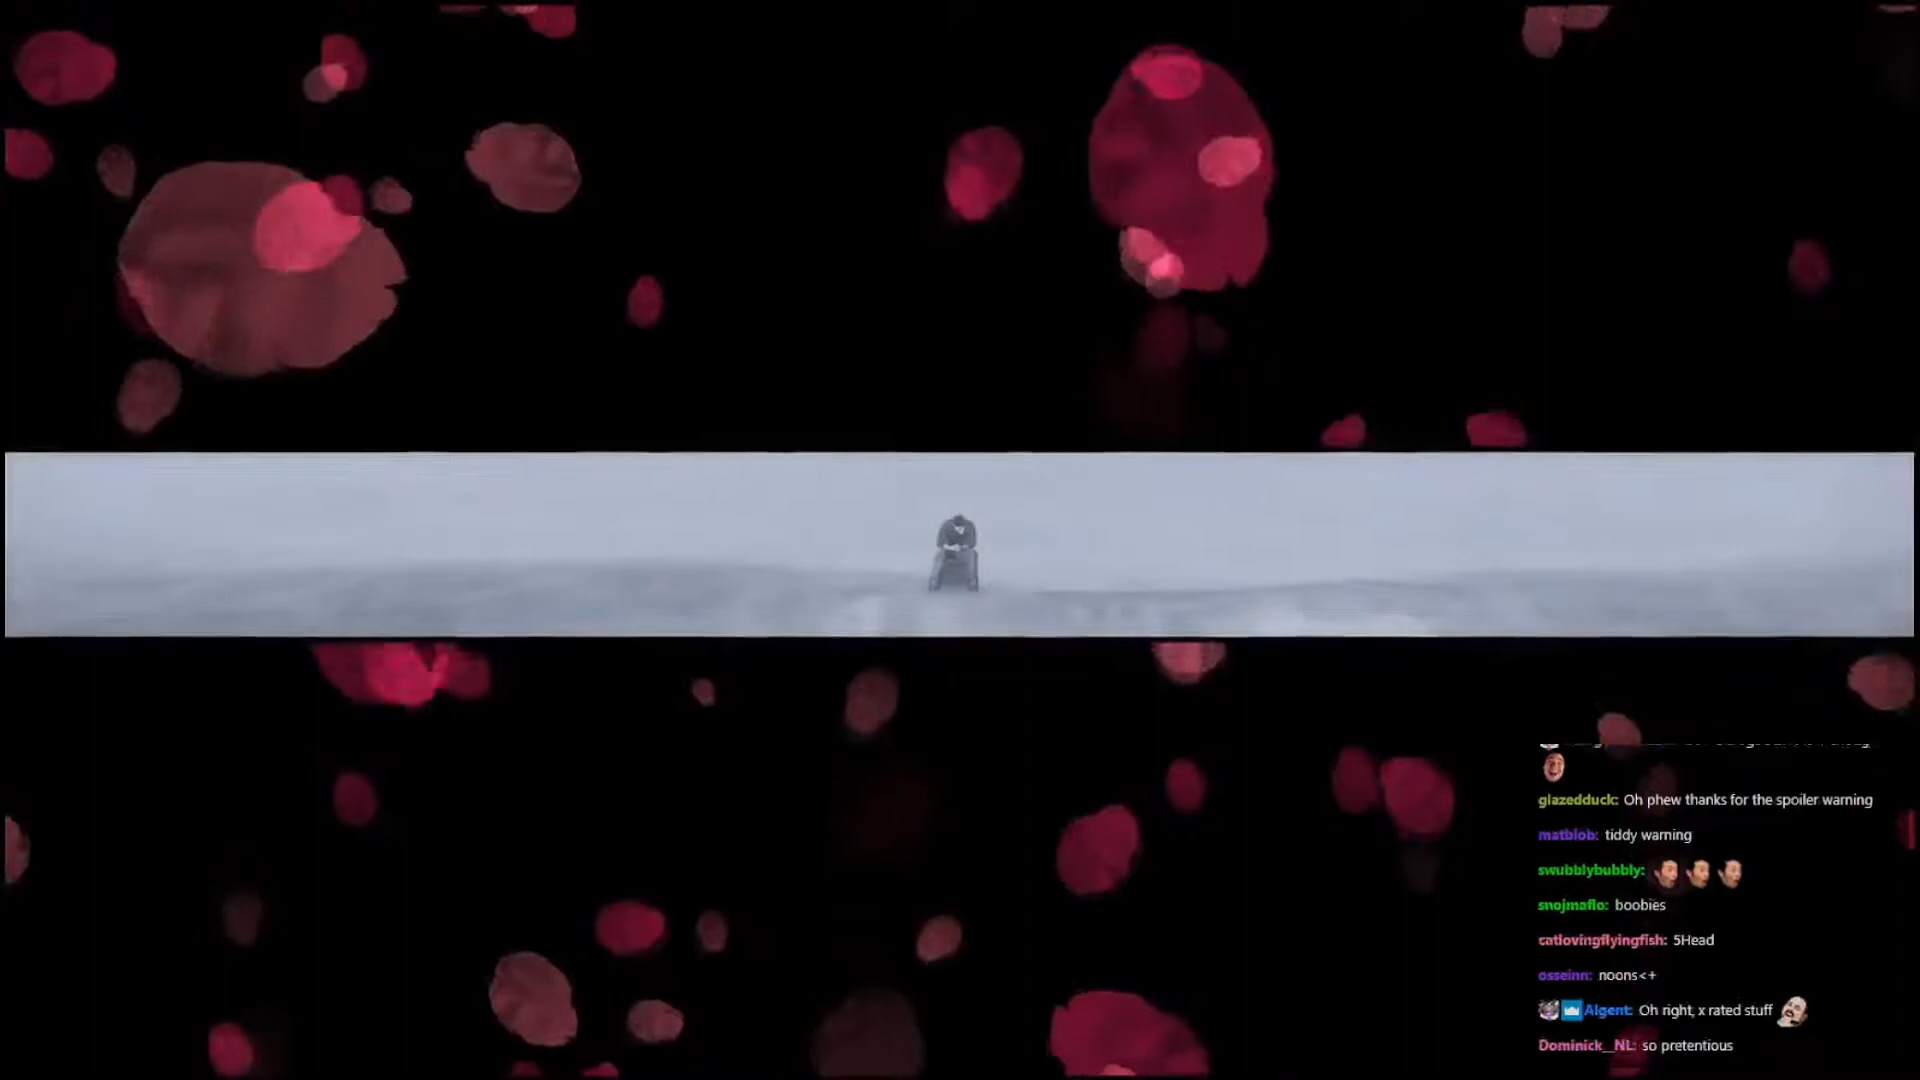 glazedduck: Oh phew thanks for the spoiler warning
matblob: tiddy warning
swubblybubbly:
snojmaflo: boobies
catlovingflyingfish: 5Head
osseinn: noons<+
Algent: Oh right, x rated stuff
Dominick__NL: so pretentious